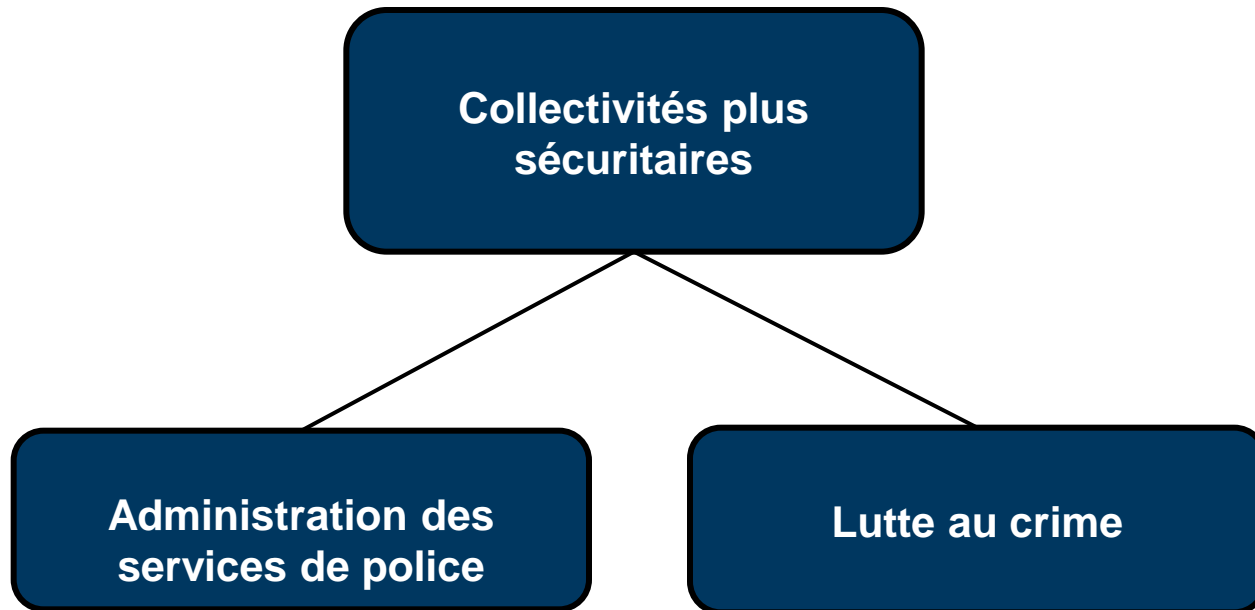 Collectivités plus
sécuritaires
Administration des
services de police
Lutte au crime